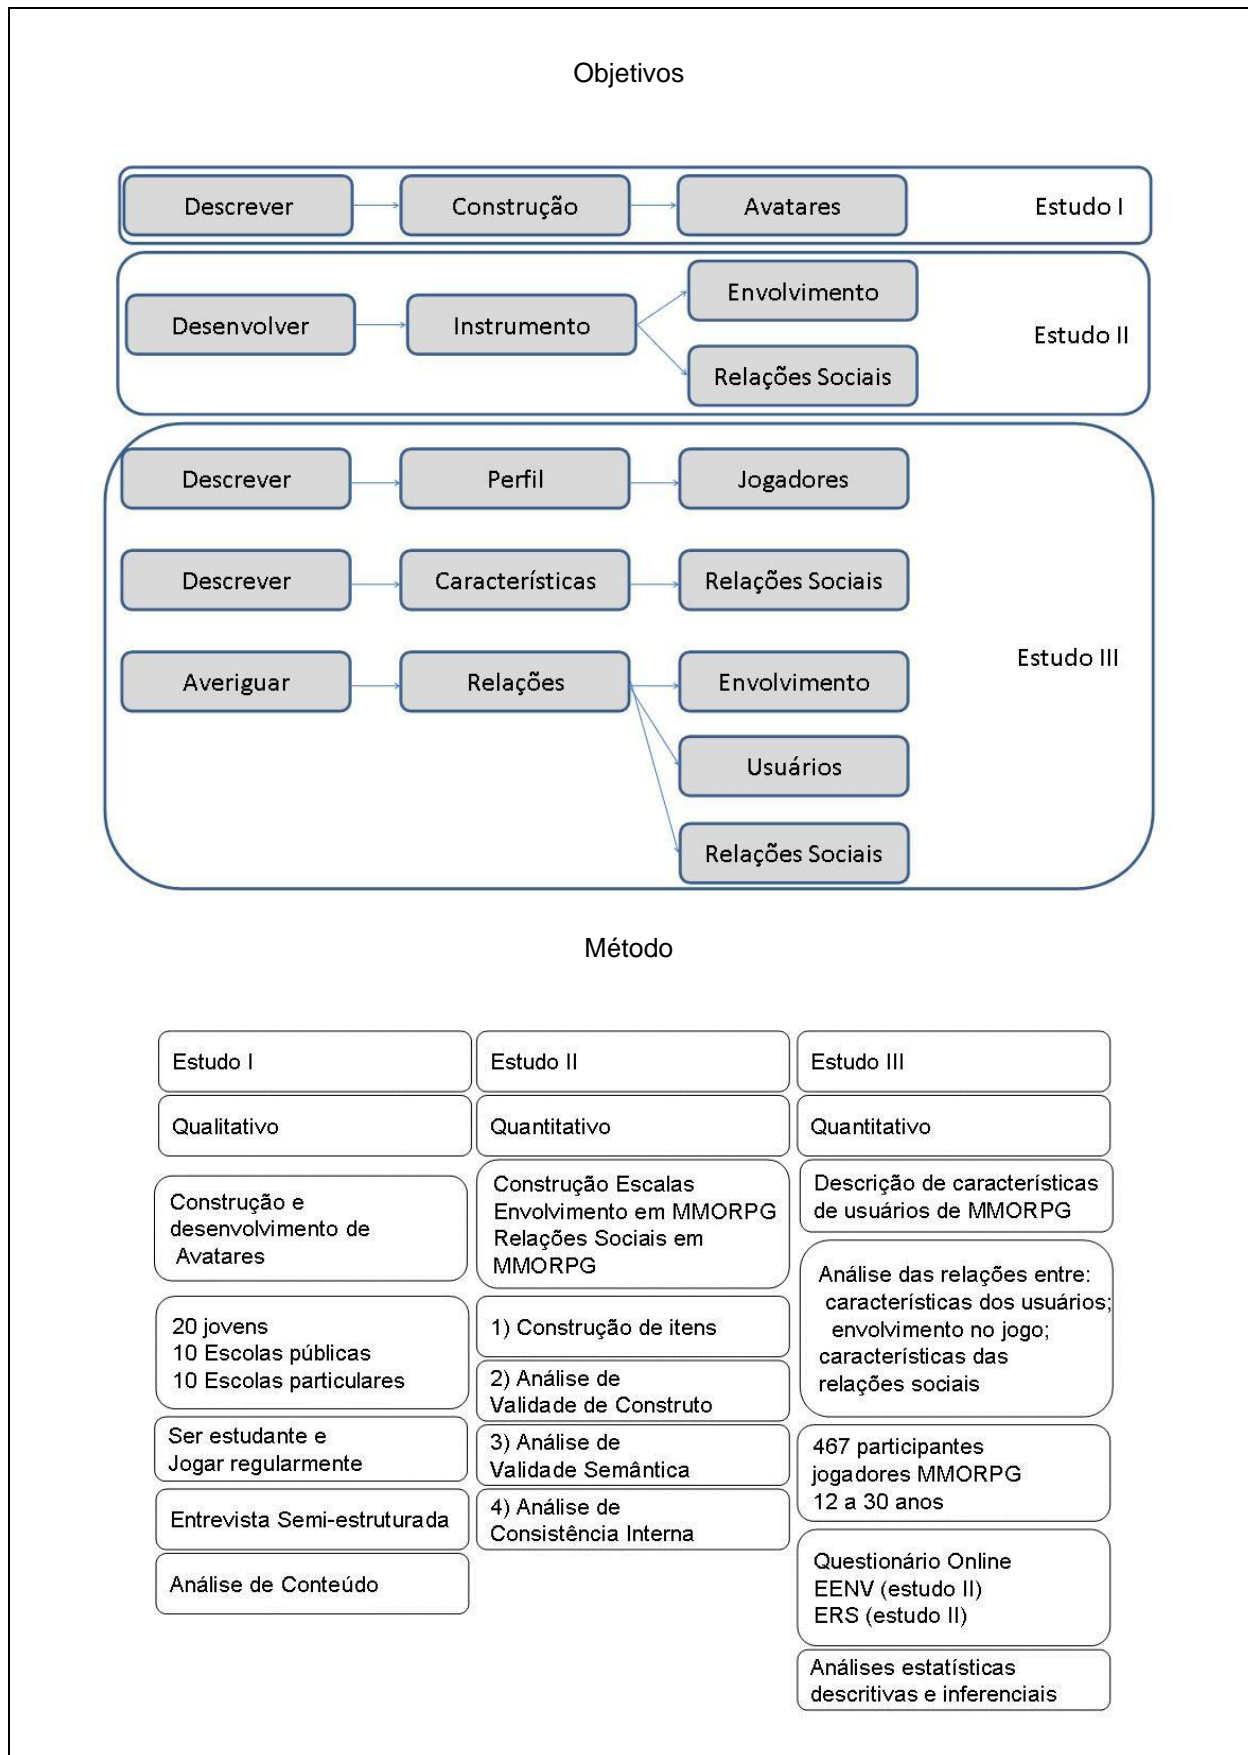 Objetivos
Descrever
Construção
Avatares
Estudo I
Desenvolver
Instrumento
Envolvimento
Relações Sociais
Estudo II
Descrever
Perfil
Jogadores
Descrever
Características
Relações Sociais
Averiguar
Relações
Envolvimento
Usuários
Relações Sociais
Estudo III
Método
Estudo I
Qualitativo
Construção e
desenvolvimento de
Avatares
20 jovens
10 Escolas públicas
10 Escolas particulares
Ser estudante e
Jogar regularmente
Entrevista Semi-estruturada
Análise de Conteúdo
Estudo II
Quantitativo
Construção Escalas
Envolvimento em MMORPG
Relações Sociais em
MMORPG
1) Construção de itens
2) Análise de
Validade de Construto
3) Análise de
Validade Semântica
4) Análise de
Consistência Interna
Estudo III
Quantitativo
Descrição de características
de usuários de MMORPG
Análise das relações entre:
características dos usuários;
envolvimento no jogo;
características das
relações sociais
467 participantes
jogadores MMORPG
12 a 30 anos
Questionário Online
EENV (estudo II)
ERS (estudo II)
Análises estatísticas
descritivas e inferenciais